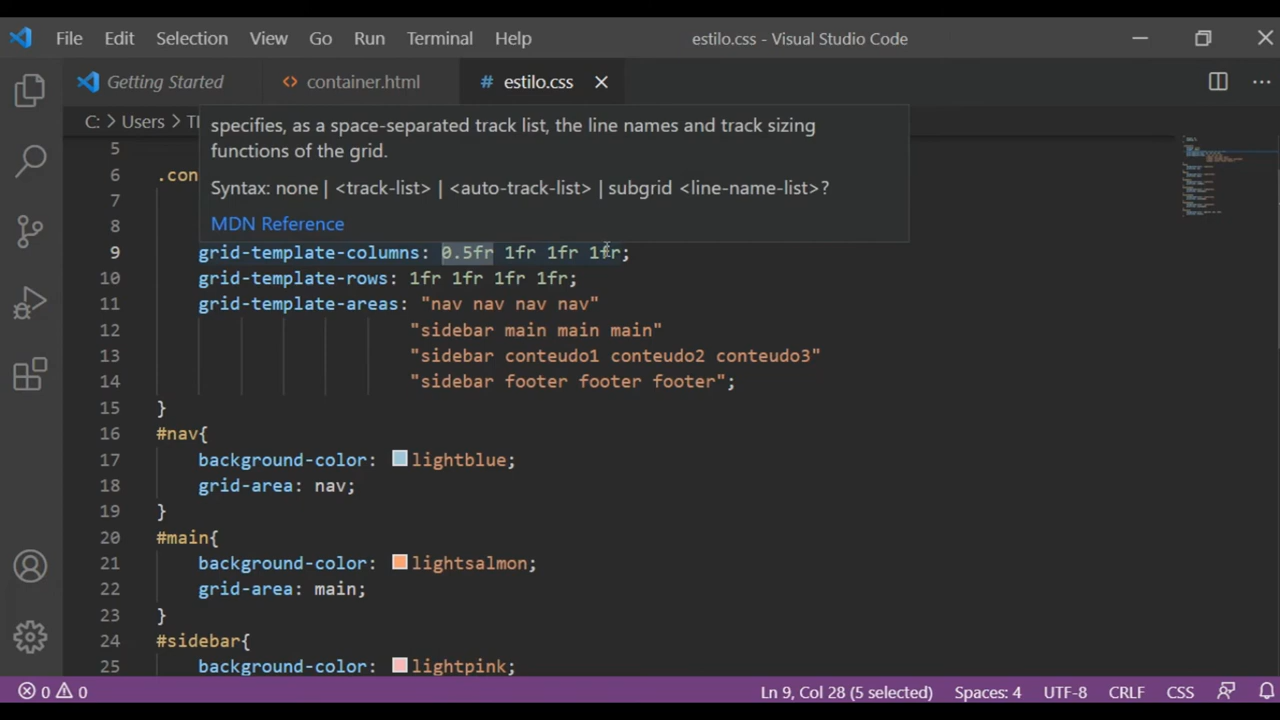 File Edit Selection View Go Run Terminal Help
estilo.css - Visual Studio Code
Getting Started
container.html
# estilo.css
C: > Users >
specifies, as a space-separated track list, the line names and track sizing
functions of the grid.
Syntax: none | <track-list> | <auto-track-list> | subgrid <line-name-list>?
MDN Reference
5
6 .con
7
8
9 grid-template-columns: 0.5fr 1fr 1fr 1fr;
10 grid-template-rows: 1fr 1fr 1fr 1fr;
11 grid-template-areas: "nav nav nav nav"
12 "sidebar main main main"
13 "sidebar conteudo1 conteudo2 conteudo3"
14 "sidebar footer footer footer";
15 }
16 #nav{
17 background-color: lightblue;
18 grid-area: nav;
19 }
20 #main{
21 background-color: lightsalmon;
22 grid-area: main;
23 }
24 #sidebar{
25 background-color: lightpink;
0 0
Ln 9, Col 28 (5 selected) Spaces: 4 UTF-8 CRLF CSS